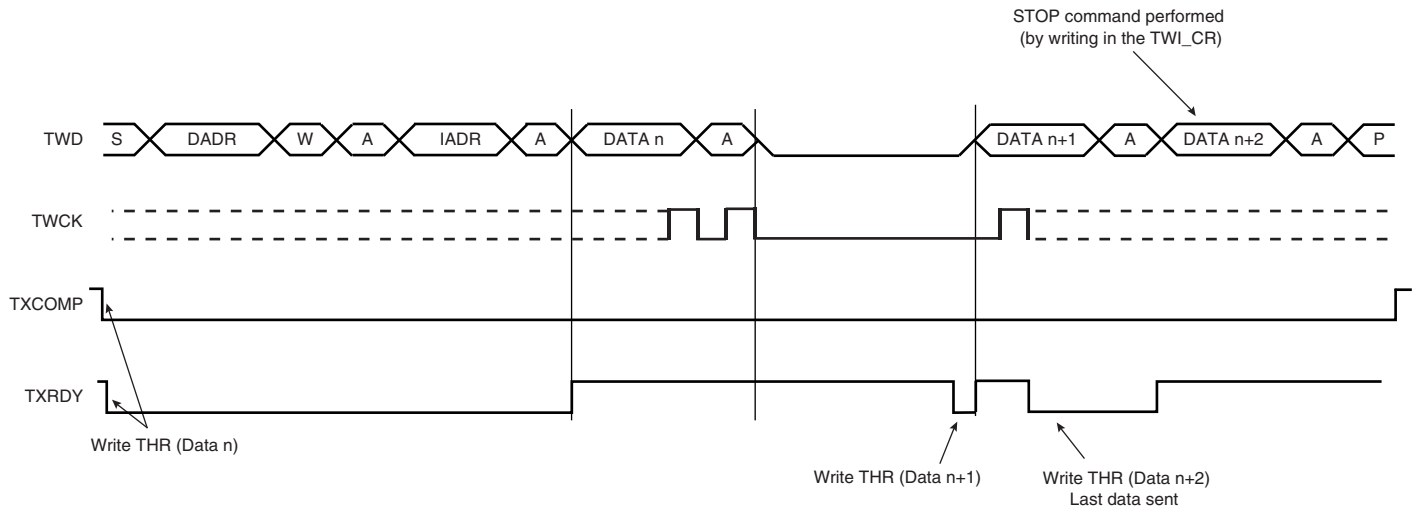 STOP command performed
(by writing in the TWI_CR)
TWD S DADR W A IADR A DATA n A DATA n+1 A DATA n+2 A P
TWCK
TXCOMP
TXRDY
Write THR (Data n)
Write THR (Data n+1)
Write THR (Data n+2)
Last data sent